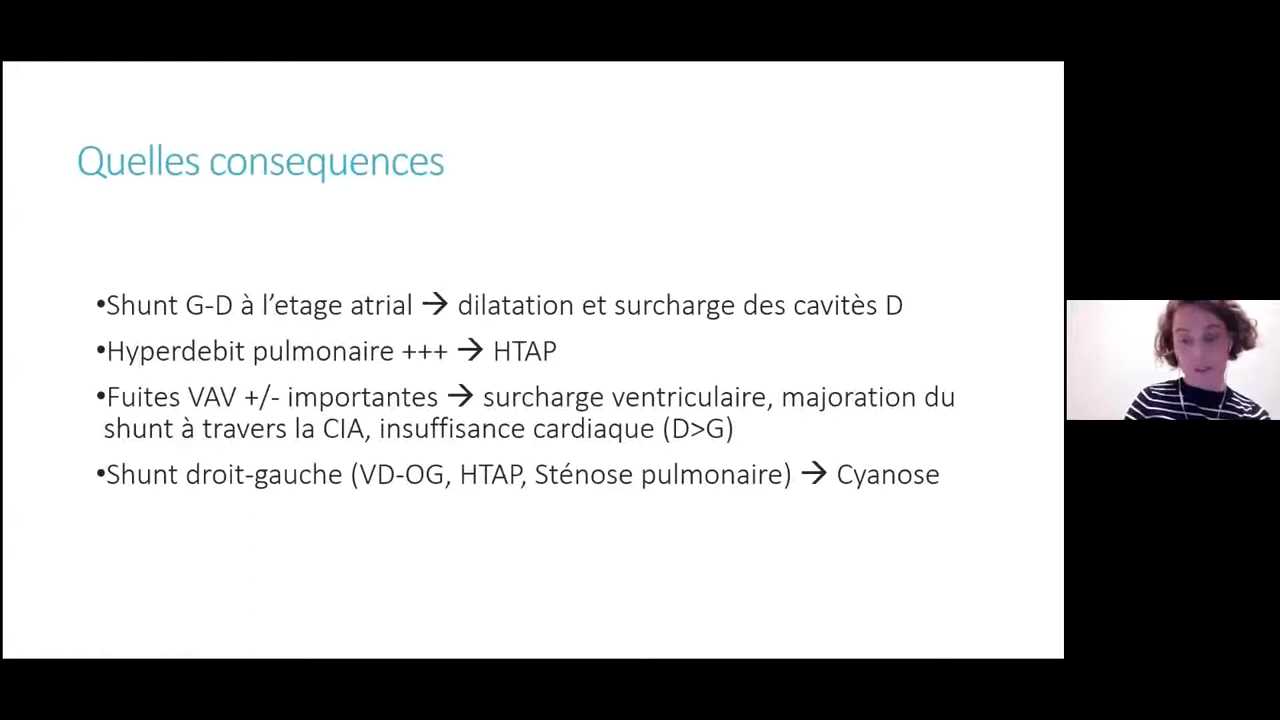 Quelles consequences
•Shunt G-D à l’etage atrial → dilatation et surcharge des cavitès D
•Hyperdebit pulmonaire +++ → HTAP
•Fuites VAV +/- importantes → surcharge ventriculaire, majoration du
shunt à travers la CIA, insuffisance cardiaque (D>G)
•Shunt droit-gauche (VD-OG, HTAP, Sténose pulmonaire) → Cyanose